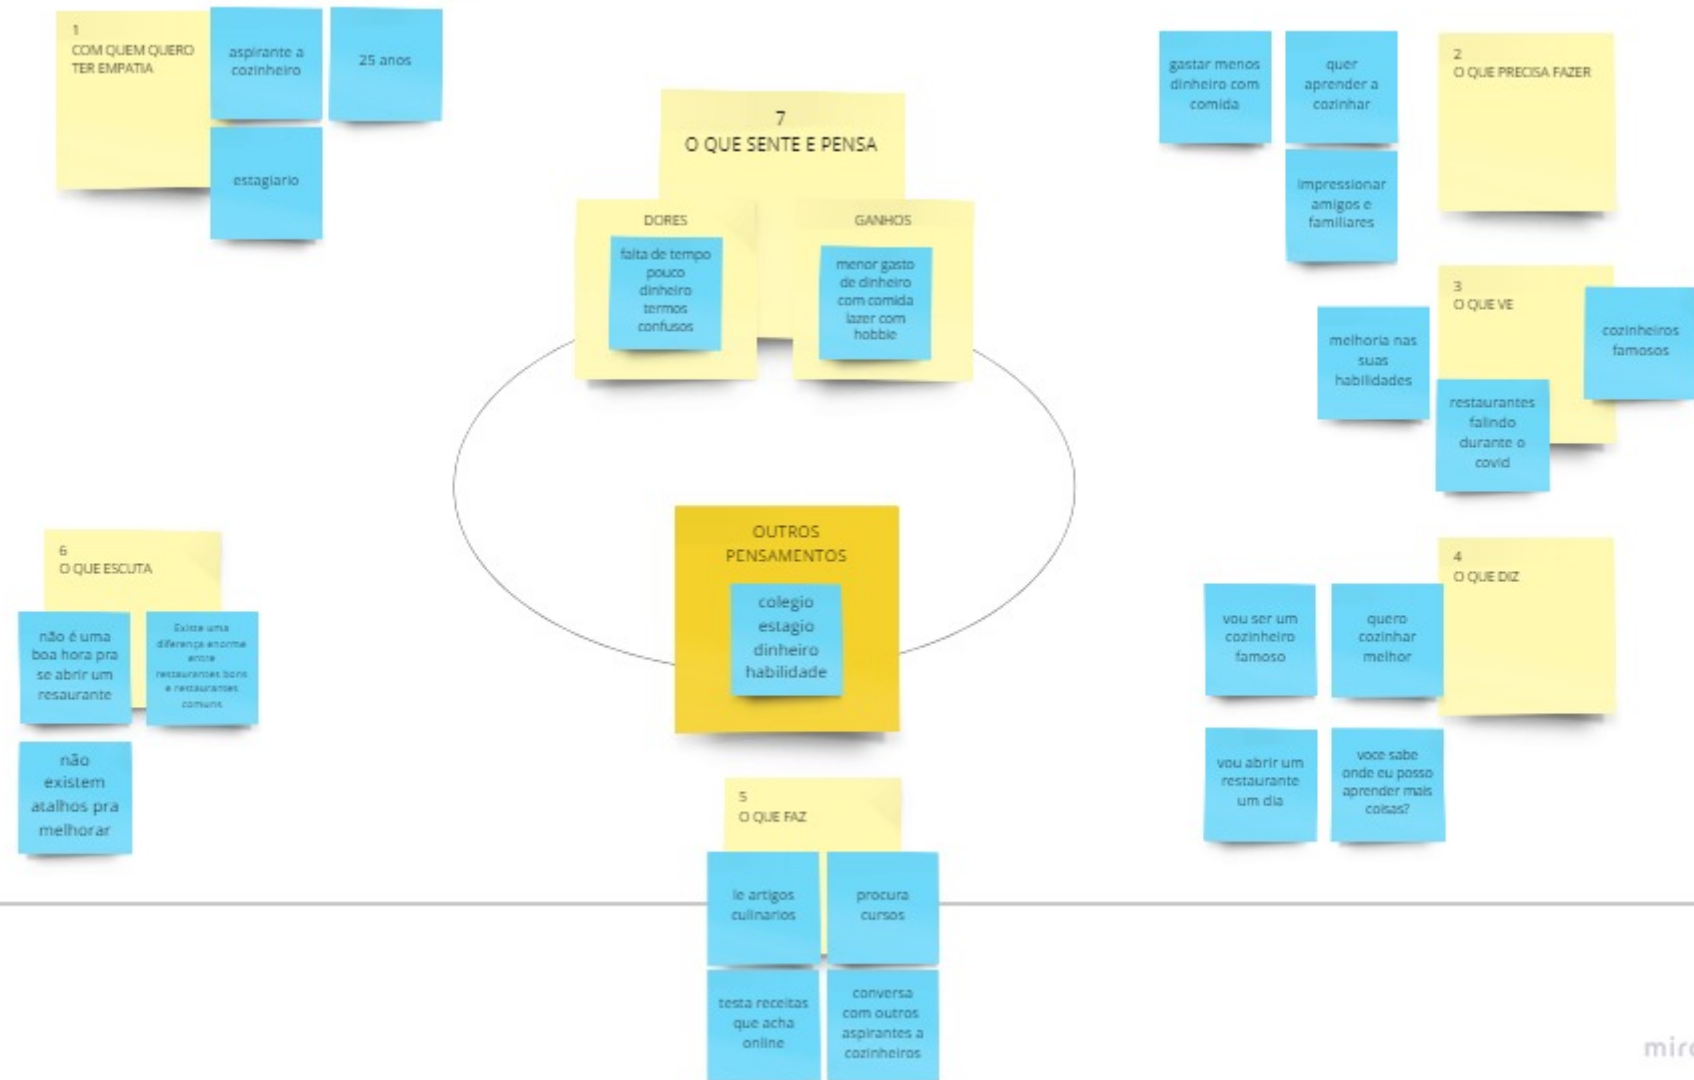 1
COM QUEM QUERO
TER EMPATIA
aspirante a
cozinheiro
25 anos
estagiario
7
O QUE SENTE E PENSA
DORES
falta de tempo
pouco
dinheiro
termos
confusos
GANHOS
menor gasto
de dinheiro
com comida
lazer com
hobbie
gastar menos
dinheiro com
comida
quer
aprender a
cozinhar
impressionar
amigos e
familiares
2
O QUE PRECISA FAZER
3
O QUE VE
melhoria nas
suas
habilidades
cozinheiros
famosos
restaurantes
falindo
durante o
covid
6
O QUE ESCUTA
não é uma
boa hora pra
se abrir um
resaurante
Existe uma
diferença enorme
entre
restaurantes bons
e restaurantes
comuns
não
existem
atalhos pra
melhorar
OUTROS
PENSAMENTOS
colegio
estagio
dinheiro
habilidade
4
O QUE DIZ
vou ser um
cozinheiro
famoso
quero
cozinhar
melhor
vou abrir um
restaurante
um dia
voce sabe
onde eu posso
aprender mais
coisas?
5
O QUE FAZ
le artigos
culinarios
procura
cursos
testa receitas
que acha
online
conversa
com outros
aspirantes a
cozinheiros